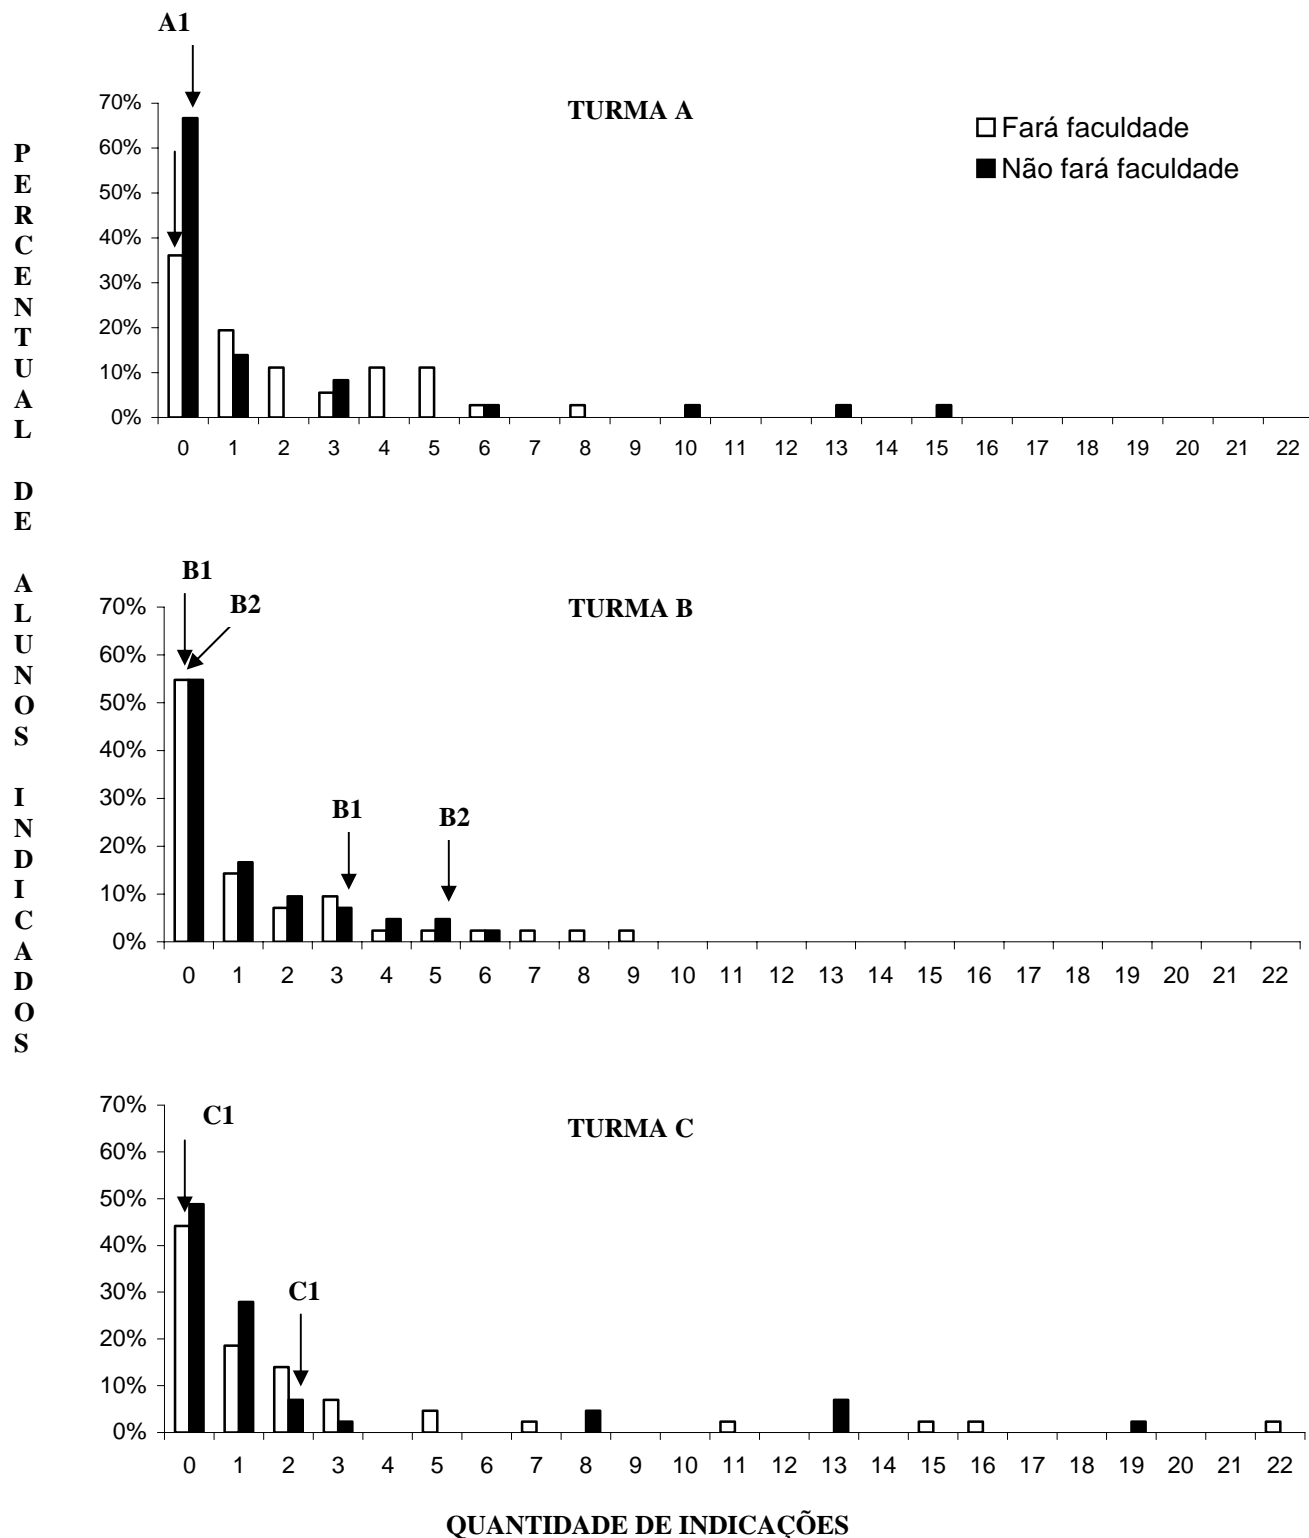 A1
TURMA A
Fará faculdade
Não fará faculdade
70%
60%
50%
40%
30%
20%
10%
0%
0 1 2 3 4 5 6 7 8 9 10 11 12 13 14 15 16 17 18 19 20 21 22
PERCENTUAL DE ALUNOS INDICADOS
B1
B2
TURMA B
70%
60%
50%
40%
30%
20%
10%
0%
B1
B2
0 1 2 3 4 5 6 7 8 9 10 11 12 13 14 15 16 17 18 19 20 21 22
C1
TURMA C
70%
60%
50%
40%
30%
20%
10%
0%
C1
0 1 2 3 4 5 6 7 8 9 10 11 12 13 14 15 16 17 18 19 20 21 22
QUANTIDADE DE INDICAÇÕES